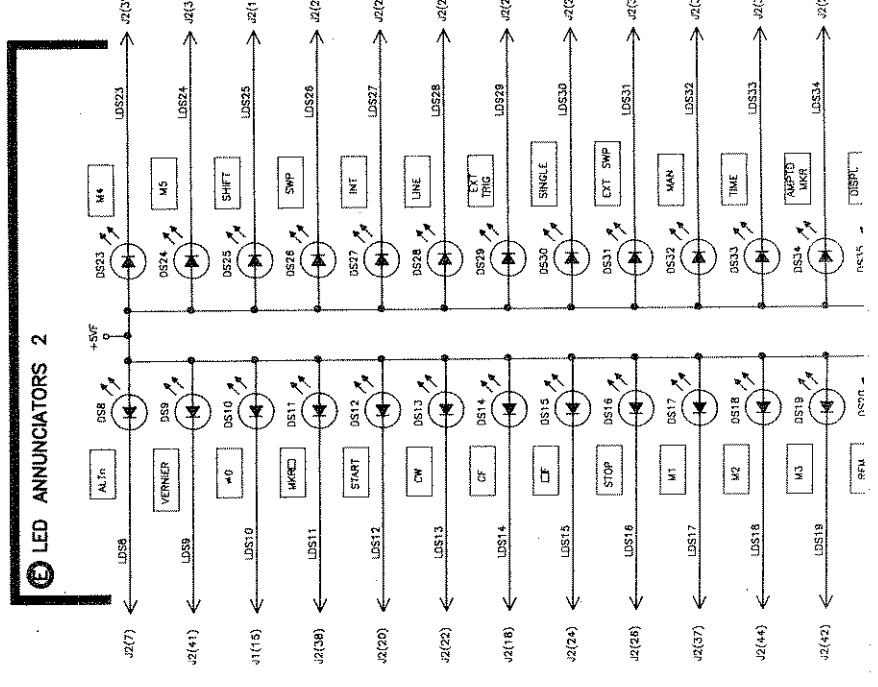 E LED ANNUNCIATORS 2
+5VF
J2(7) LDS8 ALTn DS8
DS23 M4 LDS23
J2(41) LDS9 VERNIER DS9
DS24 M5 LDS24
J1(15) LDS10 DS10
DS25 SHIFT LDS25
J2(38) LDS11 DS11
DS26 SWP LDS26
J2(20) LDS12 START DS12
DS27 INT LDS27
J2(22) LDS13 CW DS13
DS28 LINE LDS28
J2(18) LDS14 CF DS14
DS29 EXT TRIG LDS29
J2(24) LDS15 DS15
DS30 SINGLE LDS30
J2(26) LDS16 STOP DS16
DS31 EXT SWP LDS31
J2(37) LDS17 M1 DS17
DS32 MAN LDS32
J2(44) LDS18 M2 DS18
DS33 TIME LDS33
J2(42) LDS19 M3 DS19
DS34 AMPTD MKR LDS34
DS35 DISPL